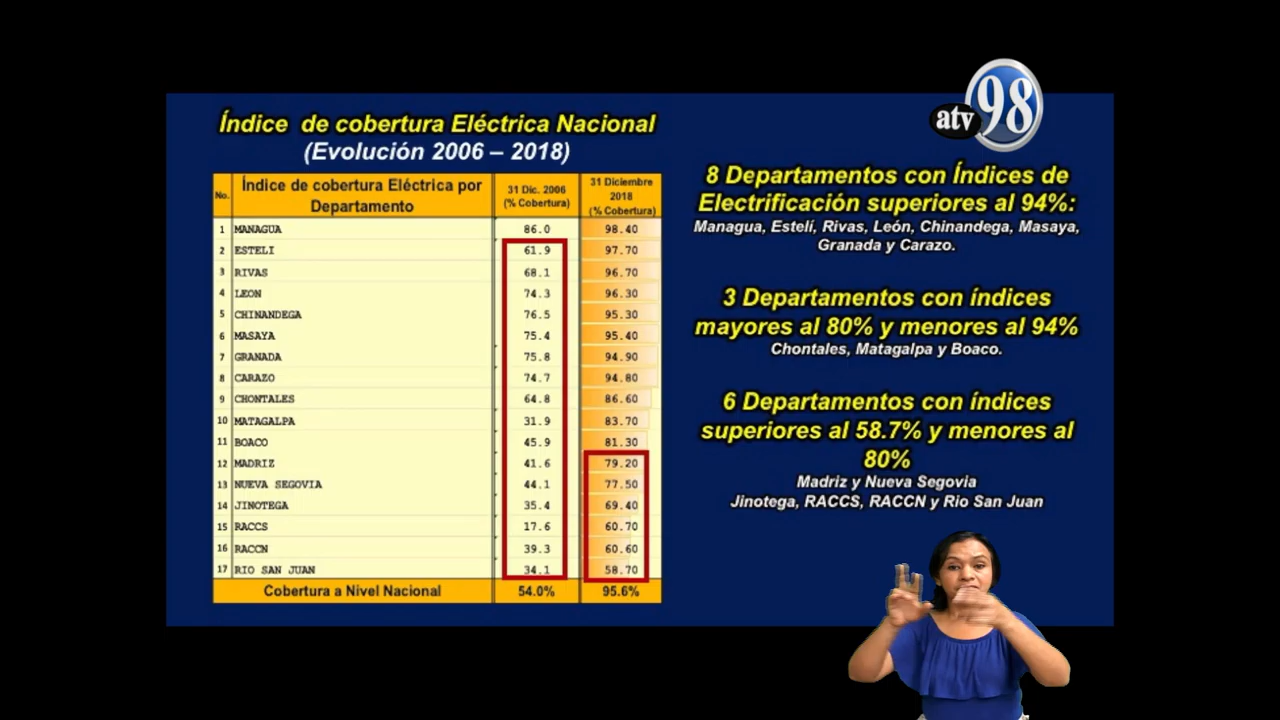 atv 98
Índice de cobertura Eléctrica Nacional
(Evolución 2006 – 2018)
No. Índice de cobertura Eléctrica por Departamento 31 Dic. 2006 (% Cobertura) 31 Diciembre 2018 (% Cobertura)
1 MANAGUA 86.0 98.40
2 ESTELI 61.9 97.70
3 RIVAS 68.1 96.70
4 LEON 74.3 96.30
5 CHINANDEGA 76.5 95.30
6 MASAYA 75.4 95.40
7 GRANADA 75.8 94.90
8 CARAZO 74.7 94.80
9 CHONTALES 64.8 86.60
10 MATAGALPA 31.9 83.70
11 BOACO 45.9 81.30
12 MADRIZ 41.6 79.20
13 NUEVA SEGOVIA 44.1 77.50
14 JINOTEGA 35.4 69.40
15 RACCS 17.6 60.70
16 RACCN 39.3 60.60
17 RIO SAN JUAN 34.1 58.70
Cobertura a Nivel Nacional 54.0% 95.6%
8 Departamentos con Índices de
Electrificación superiores al 94%:
Managua, Estelí, Rivas, León, Chinandega, Masaya,
Granada y Carazo.
3 Departamentos con índices
mayores al 80% y menores al 94%
Chontales, Matagalpa y Boaco.
6 Departamentos con índices
superiores al 58.7% y menores al
80%
Madriz y Nueva Segovia
Jinotega, RACCS, RACCN y Rio San Juan